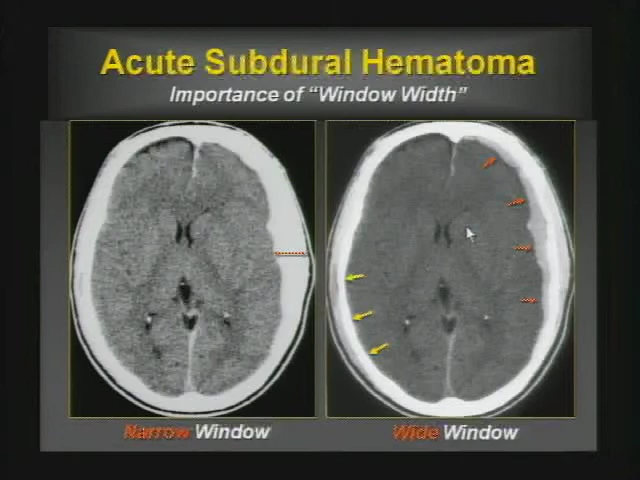 Acute Subdural Hematoma
Importance of “Window Width”
Narrow Window
Wide Window